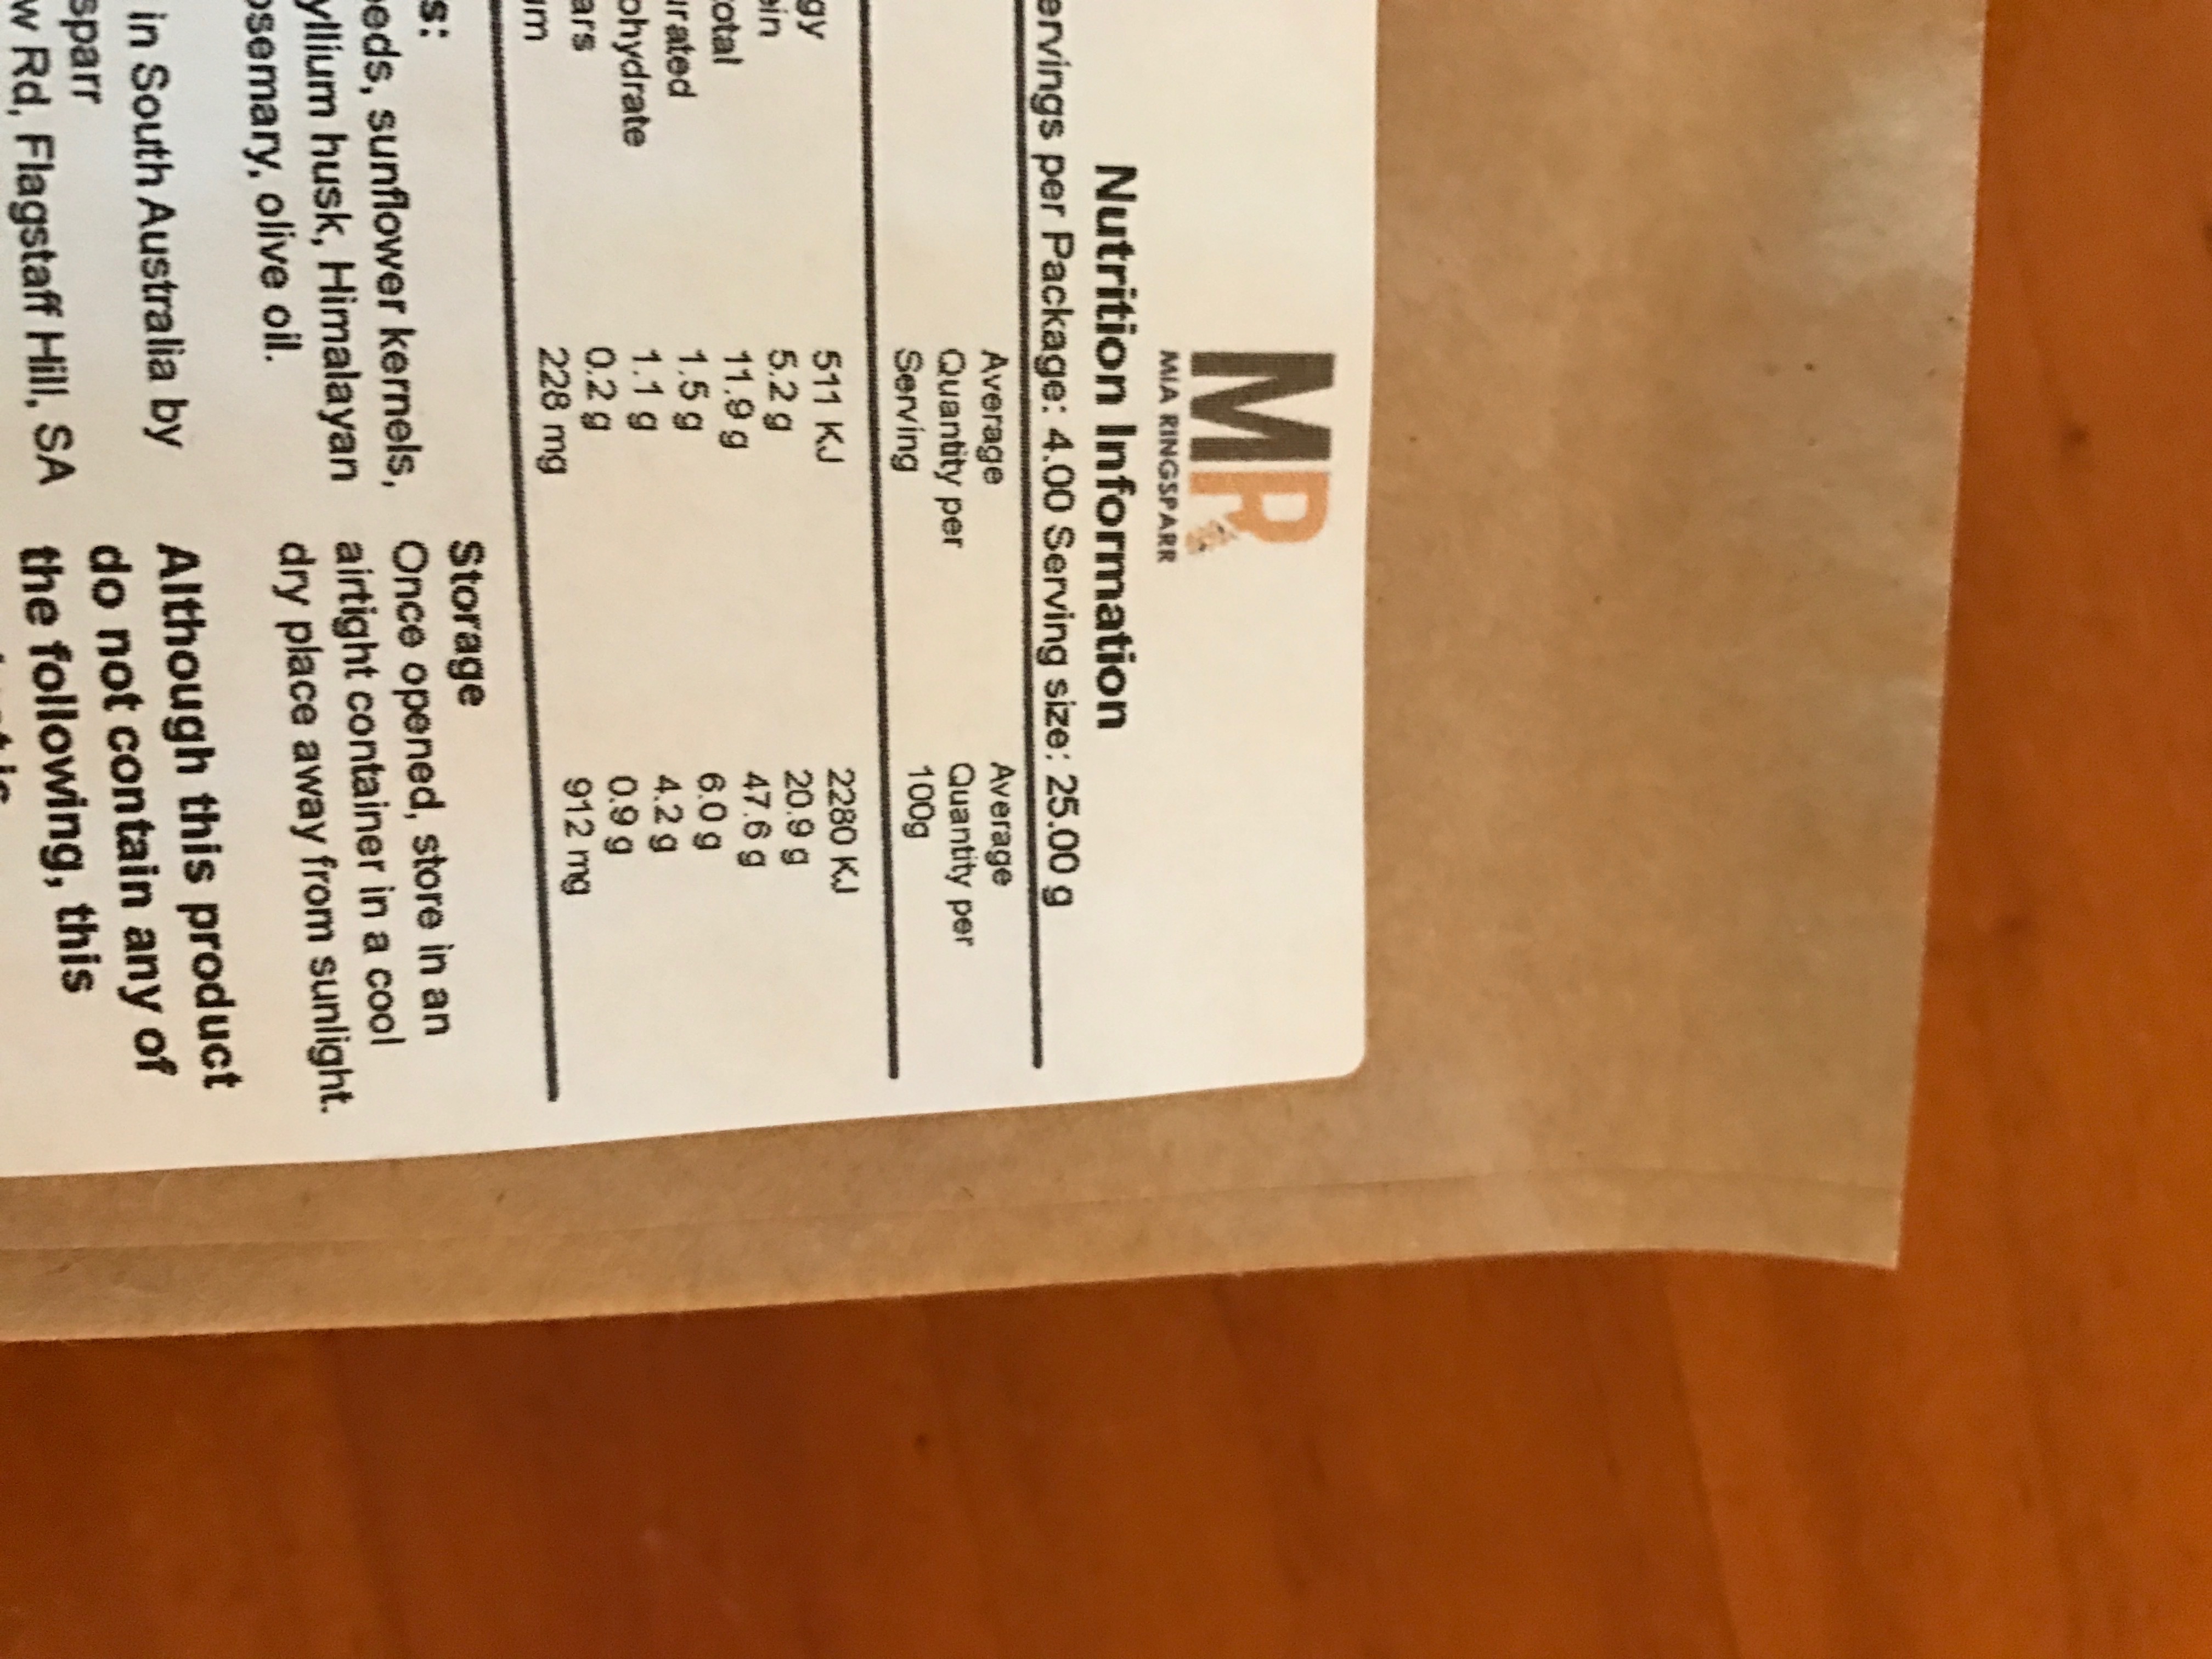 MR
MIA RINGSPARR
Nutrition Information
ervings per Package: 4.00 Serving size: 25.00 g
Average Average
Quantity per Quantity per
Serving 100g
gy 511 KJ 2280 KJ
ein 5.2 g 20.9 g
otal 11.9 g 47.6 g
urated 1.5 g 6.0 g
ohydrate 1.1 g 4.2 g
ars 0.2 g 0.9 g
um 228 mg 912 mg
s:
eeds, sunflower kernels,
yllium husk, Himalayan
osemary, olive oil.
in South Australia by
sparr
w Rd, Flagstaff Hill, SA
Storage
Once opened, store in an
airtight container in a cool
dry place away from sunlight.
Although this product
do not contain any of
the following, this